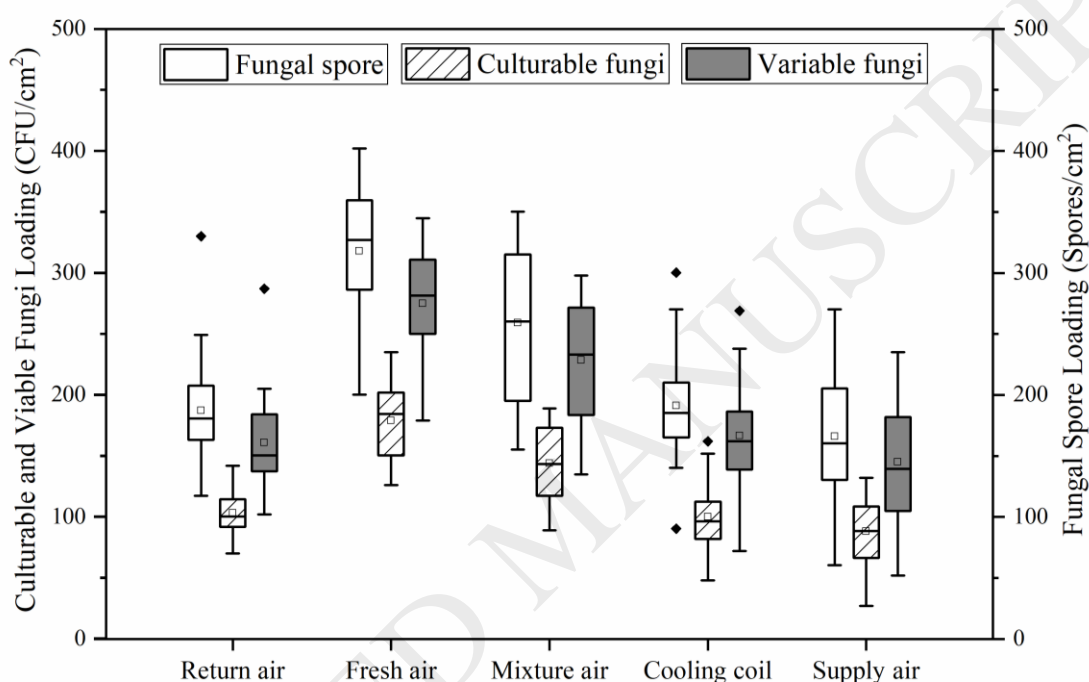 Culturable and Viable Fungi Loading (CFU/cm²)
500
400
300
200
100
0
Fungal spore
Culturable fungi
Variable fungi
Return air
Fresh air
Mixture air
Cooling coil
Supply air
500
400
300
200
100
0
Fungal Spore Loading (Spores/cm²)
D MANUSCRIP